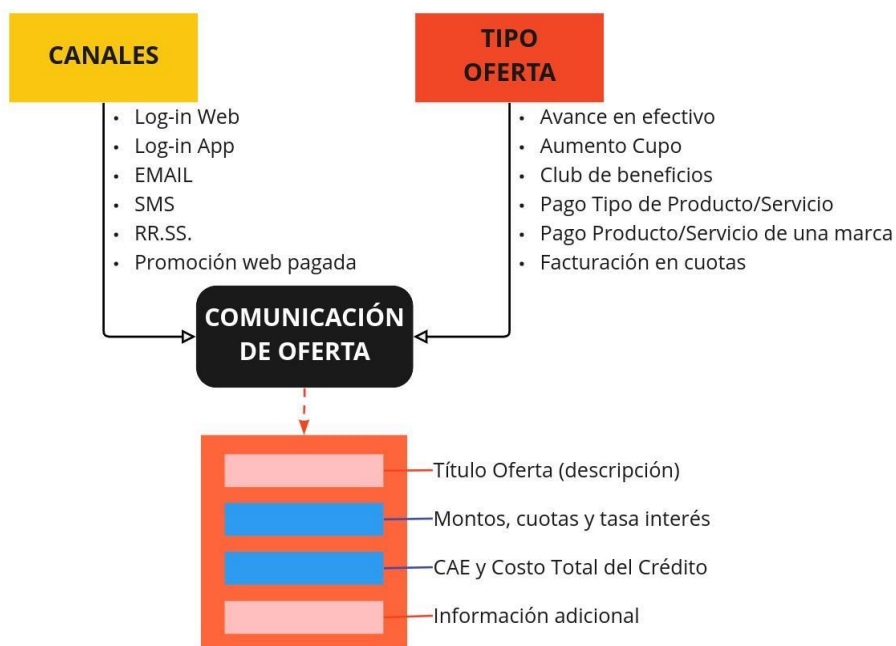 CANALES
• Log-in Web
• Log-in App
• EMAIL
• SMS
• RR.SS.
• Promoción web pagada
TIPO
OFERTA
• Avance en efectivo
• Aumento Cupo
• Club de beneficios
• Pago Tipo de Producto/Servicio
• Pago Producto/Servicio de una marca
• Facturación en cuotas
COMUNICACIÓN
DE OFERTA
Título Oferta (descripción)
Montos, cuotas y tasa interés
CAE y Costo Total del Crédito
Información adicional